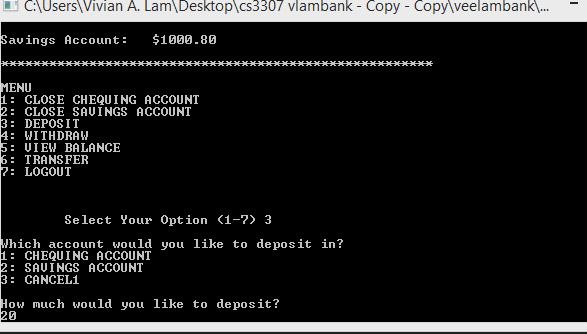 C:\Users\Vivian A. Lam\Desktop\cs3307 vlambank - Copy - Copy\veelambank\...
Savings Account: $1000.80
******************************************************
MENU
1: CLOSE CHEQUING ACCOUNT
2: CLOSE SAVINGS ACCOUNT
3: DEPOSIT
4: WITHDRAW
5: VIEW BALANCE
6: TRANSFER
7: LOGOUT
Select Your Option (1-7) 3
Which account would you like to deposit in?
1: CHEQUING ACCOUNT
2: SAVINGS ACCOUNT
3: CANCEL1
How much would you like to deposit?
20